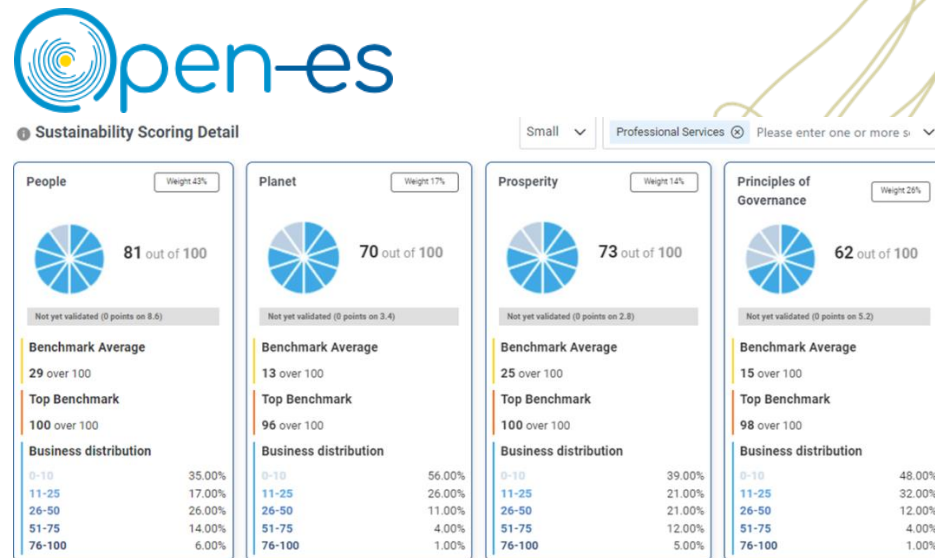 Open-es
Sustainability Scoring Detail
Small
Professional Services
Please enter one or more s
People
Weight 43%
81 out of 100
Not yet validated (0 points on 8.6)
Benchmark Average
29 over 100
Top Benchmark
100 over 100
Business distribution
0-10 35.00%
11-25 17.00%
26-50 26.00%
51-75 14.00%
76-100 6.00%
Planet
Weight 17%
70 out of 100
Not yet validated (0 points on 3.4)
Benchmark Average
13 over 100
Top Benchmark
96 over 100
Business distribution
0-10 56.00%
11-25 26.00%
26-50 11.00%
51-75 4.00%
76-100 1.00%
Prosperity
Weight 14%
73 out of 100
Not yet validated (0 points on 2.8)
Benchmark Average
25 over 100
Top Benchmark
100 over 100
Business distribution
0-10 39.00%
11-25 21.00%
26-50 21.00%
51-75 12.00%
76-100 5.00%
Principles of
Governance
Weight 26%
62 out of 100
Not yet validated (0 points on 5.2)
Benchmark Average
15 over 100
Top Benchmark
98 over 100
Business distribution
0-10 48.00%
11-25 32.00%
26-50 12.00%
51-75 4.00%
76-100 1.00%